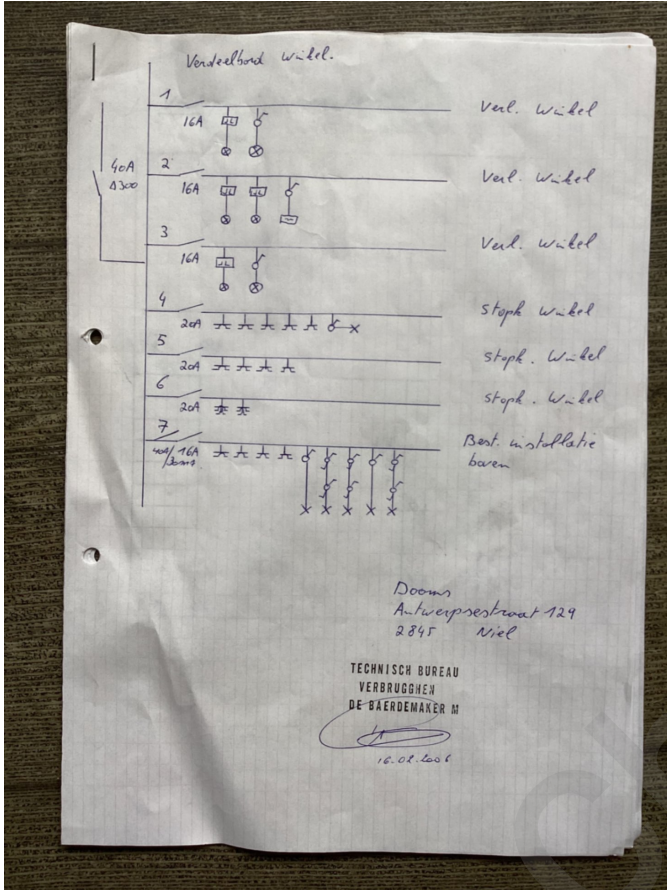 Verdeelbord winkel.
1
16A
Verl. Winkel
40A
Δ300
2
16A
Verl. Winkel
3
16A
Verl. Winkel
4
20A
Stopk Winkel
5
20A
Stopk. Winkel
6
20A
Stopk. Winkel
7
40A/ 16A
Best. installatie
boven
Dooms
Antwerpsestraat 129
2845 Niel
TECHNISCH BUREAU
VERBRUGGHEN
DE BAERDEMAKER M
16.02.2006